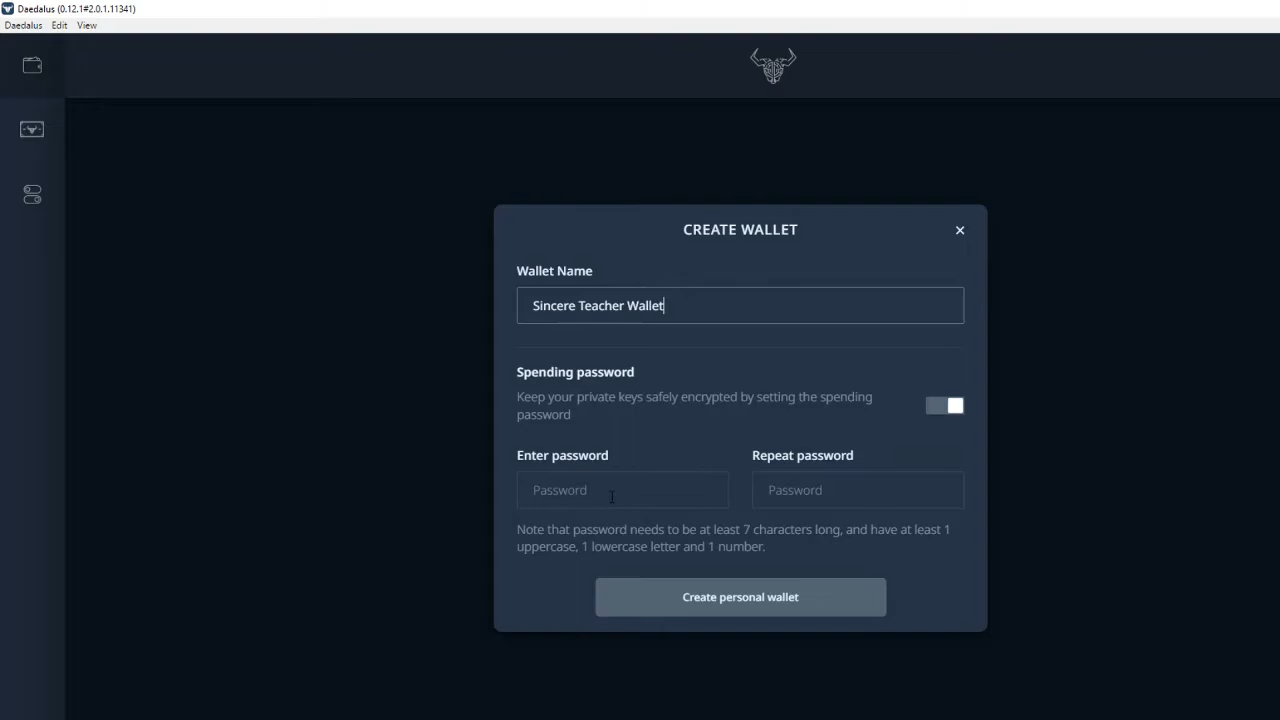 Daedalus (0.12.1#2.0.1.11341)
Daedalus Edit View
CREATE WALLET
Wallet Name
Sincere Teacher Wallet
Spending password
Keep your private keys safely encrypted by setting the spending
password
Enter password Repeat password
Password Password
Note that password needs to be at least 7 characters long, and have at least 1
uppercase, 1 lowercase letter and 1 number.
Create personal wallet